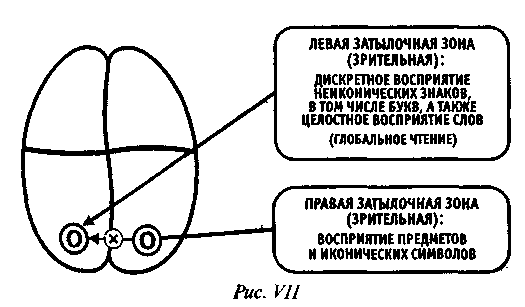 ЛЕВАЯ ЗАТЫЛОЧНАЯ ЗОНА
(ЗРИТЕЛЬНАЯ):
ДИСКРЕТНОЕ ВОСПРИЯТИЕ
НЕИКОНИЧЕСКИХ ЗНАКОВ,
В ТОМ ЧИСЛЕ БУКВ, А ТАКЖЕ
ЦЕЛОСТНОЕ ВОСПРИЯТИЕ СЛОВ
(ГЛОБАЛЬНОЕ ЧТЕНИЕ)
О × О
ПРАВАЯ ЗАТЫЛОЧНАЯ ЗОНА
(ЗРИТЕЛЬНАЯ):
ВОСПРИЯТИЕ ПРЕДМЕТОВ
И ИКОНИЧЕСКИХ СИМВОЛОВ
Рис. VII